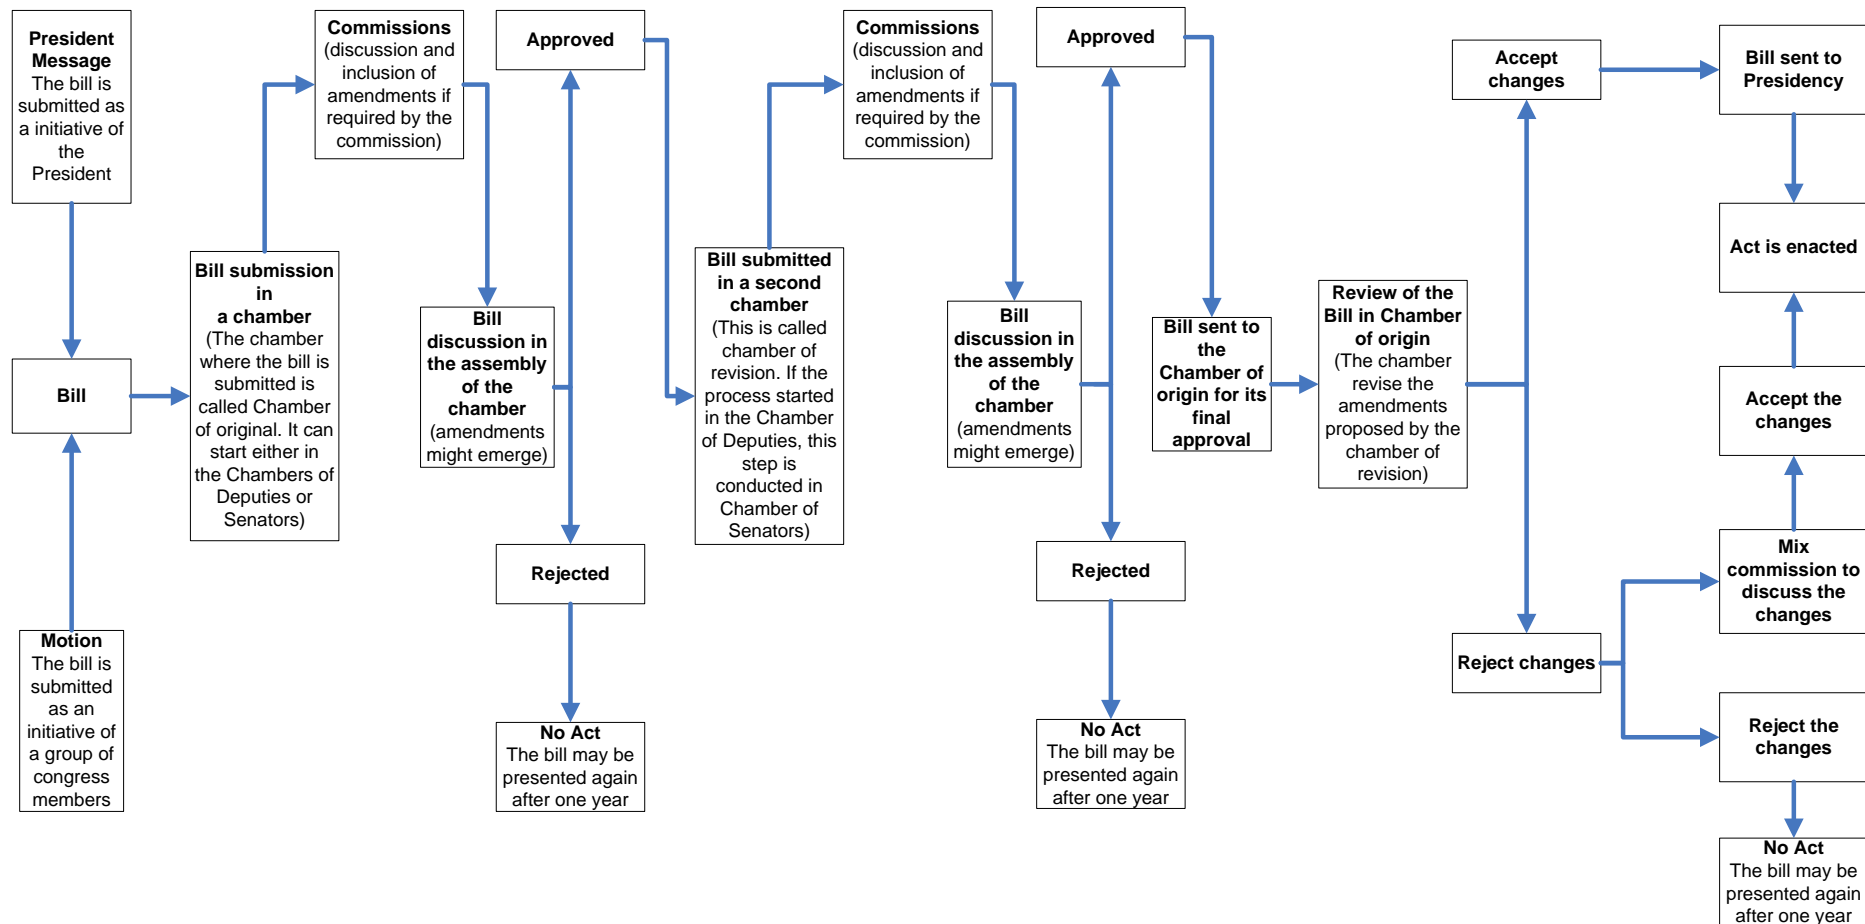 President
Message
The bill is
submitted as
a initiative of
the
President
Bill
Motion
The bill is
submitted
as an
initiative of
a group of
congress
members
Bill submission
in
a chamber
(The chamber
where the bill is
submitted is
called Chamber
of original. It can
start either in
the Chambers of
Deputies or
Senators)
Commissions
(discussion and
inclusion of
amendments if
required by the
commission)
Bill
discussion in
the assembly
of the
chamber
(amendments
might emerge)
Approved
Rejected
No Act
The bill may be
presented again
after one year
Bill submitted
in a second
chamber
(This is called
chamber of
revision. If the
process started
in the Chamber
of Deputies, this
step is
conducted in
Chamber of
Senators)
Commissions
(discussion and
inclusion of
amendments if
required by the
commission)
Bill
discussion in
the assembly
of the
chamber
(amendments
might emerge)
Approved
Rejected
No Act
The bill may be
presented again
after one year
Bill sent to
the
Chamber of
origin for its
final
approval
Review of the
Bill in Chamber
of origin
(The chamber
revise the
amendments
proposed by the
chamber of
revision)
Accept
changes
Reject changes
Bill sent to
Presidency
Act is enacted
Accept the
changes
Mix
commission to
discuss the
changes
Reject the
changes
No Act
The bill may be
presented again
after one year